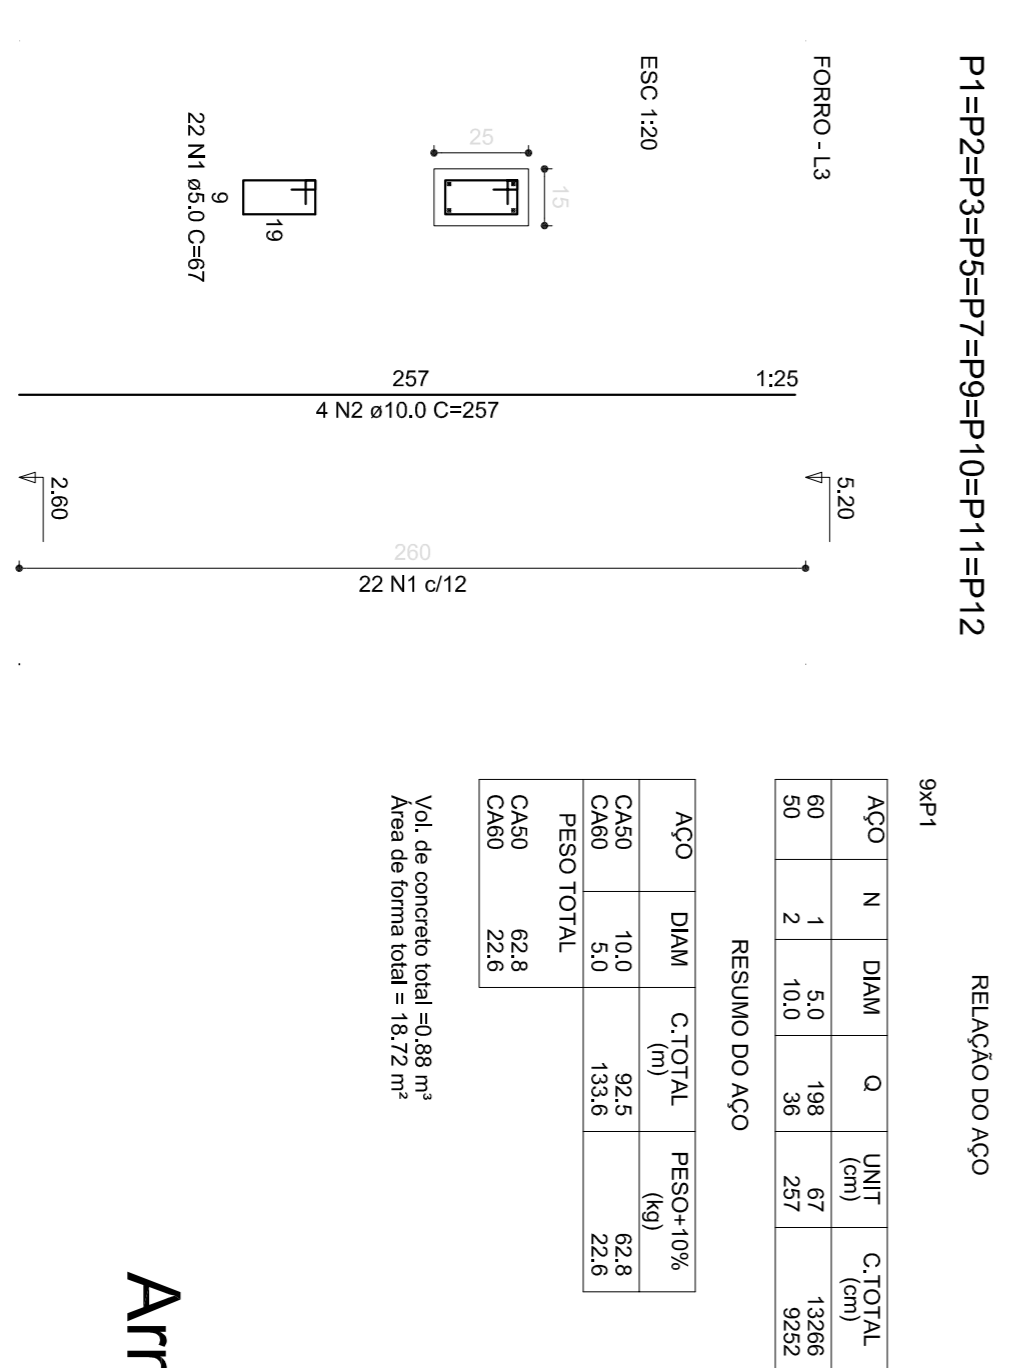 P1=P2=P3=P5=P7=P9=P10=P11=P12
FORRO - L3
ESC 1:20
25
15
19
9
22 N1 ø5.0 C=67
1:25
257
4 N2 ø10.0 C=257
5.20
2.60
260
22 N1 c/12
RELAÇÃO DO AÇO
9xP1
AÇO N DIAM Q UNIT (cm) C.TOTAL (cm)
60 1 5.0 198 67 13266
50 2 10.0 36 257 9252
RESUMO DO AÇO
AÇO DIAM C.TOTAL (m) PESO+10% (kg)
CA50 10.0 92.5 62.8
CA60 5.0 133.6 22.6
PESO TOTAL
CA50 62.8
CA60 22.6
Vol. de concreto total =0.88 m³
Área de forma total = 18.72 m²